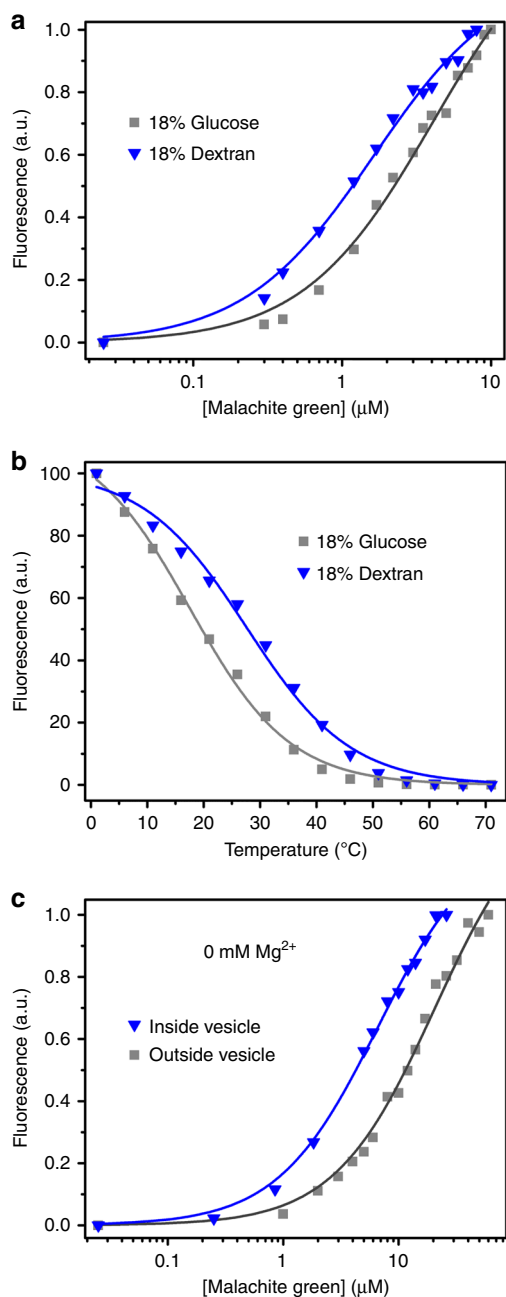 a
1.0
0.8
0.6
0.4
0.2
0.0
Fluorescence (a.u.)
18% Glucose
18% Dextran
0.1 1 10
[Malachite green] (μM)
b
100
80
60
40
20
0
Fluorescence (a.u.)
18% Glucose
18% Dextran
0 10 20 30 40 50 60 70
Temperature (°C)
c
1.0
0.8
0.6
0.4
0.2
0.0
Fluorescence (a.u.)
0 mM Mg²⁺
Inside vesicle
Outside vesicle
0.1 1 10
[Malachite green] (μM)